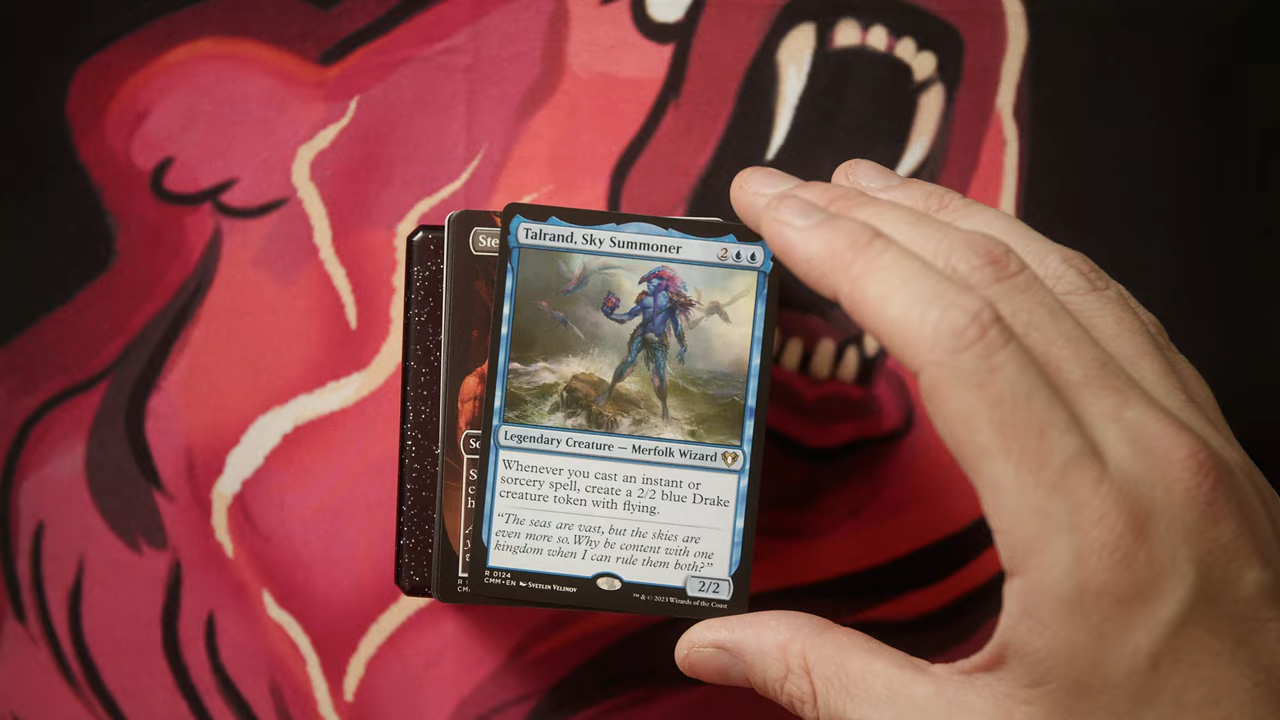 Talrand, Sky Summoner
2
Legendary Creature — Merfolk Wizard
Whenever you cast an instant or
sorcery spell, create a 2/2 blue Drake
creature token with flying.
“The seas are vast, but the skies are
even more so. Why be content with one
kingdom when I can rule them both?”
R 0124
CMM • EN SVETLIN VELINOV
2/2
™ & © 2023 Wizards of the Coast
Ste
So
S
c
h
R
CM